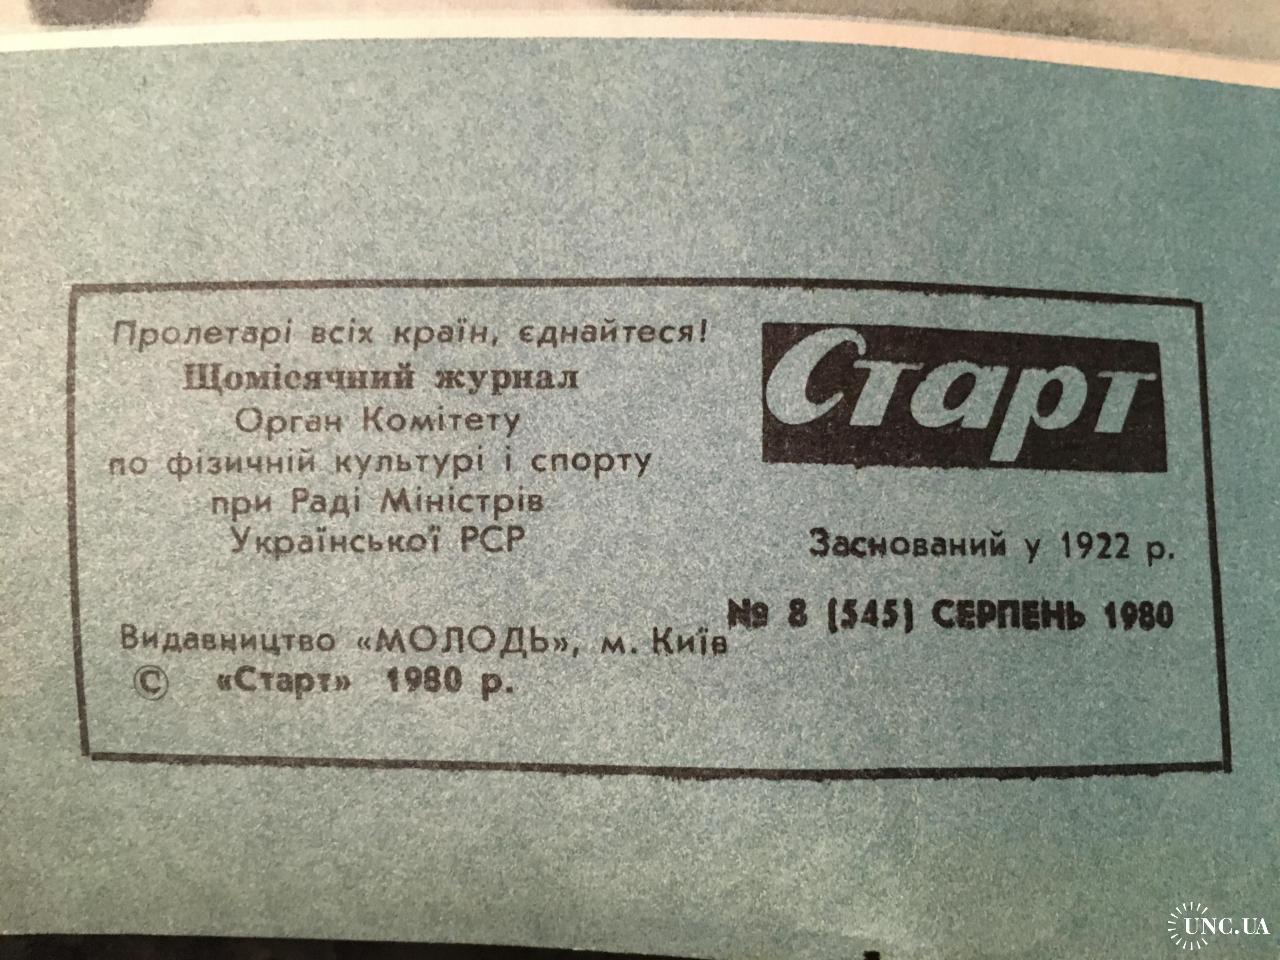 Пролетарі всіх країн, єднайтеся!
Щомісячний журнал
Орган Комітету
по фізичній культурі і спорту
при Раді Міністрів
Української РСР
Видавництво «МОЛОДЬ», м. Київ
© «Старт» 1980 р.
Старт
Заснований у 1922 р.
№ 8 (545) СЕРПЕНЬ 1980
UNC.UA